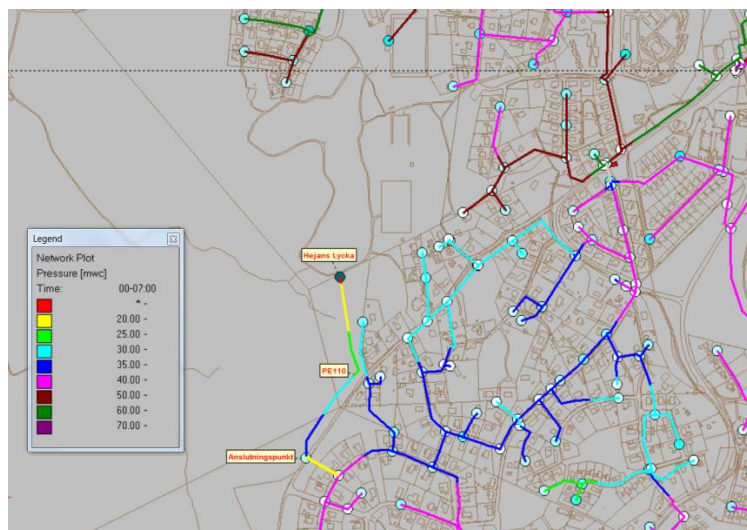 Hejans Lycka
Legend
Network Plot
Pressure [mwc]
Time: 00-07:00
* -
20.00 -
25.00 -
30.00 -
35.00 -
40.00 -
50.00 -
60.00 -
70.00 -
PE110
Anslutningspunkt